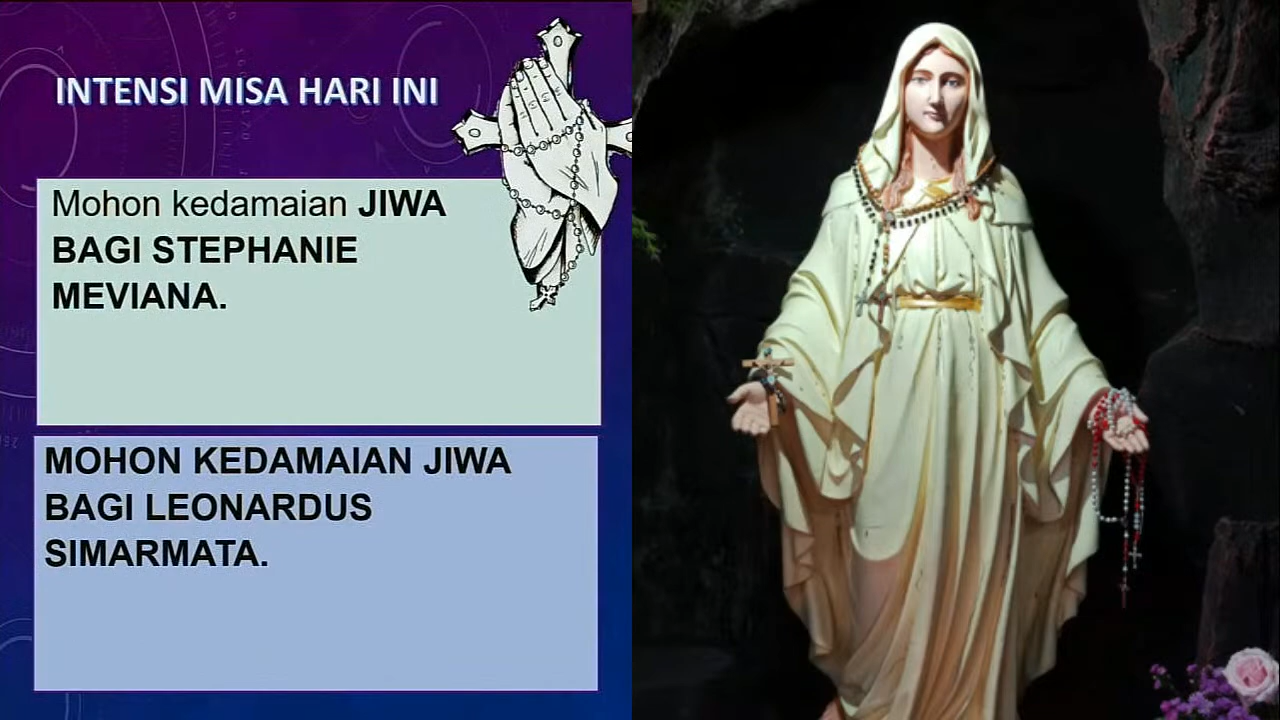 INTENSI MISA HARI INI
Mohon kedamaian JIWA
BAGI STEPHANIE
MEVIANA.
MOHON KEDAMAIAN JIWA
BAGI LEONARDUS
SIMARMATA.